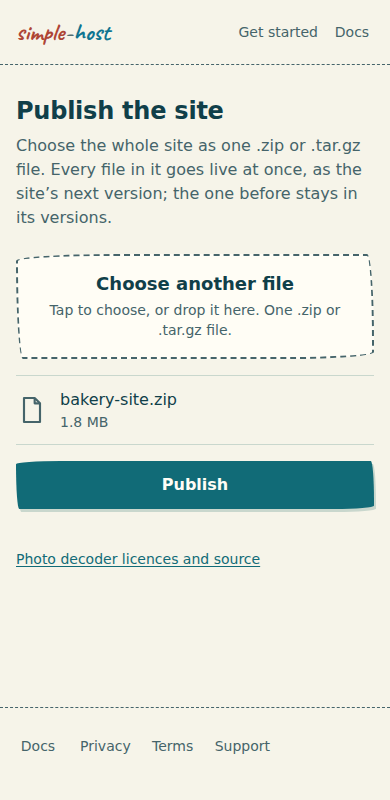 simple-host
Get started
Docs
Publish the site
Choose the whole site as one .zip or .tar.gz
file. Every file in it goes live at once, as the
site’s next version; the one before stays in
its versions.
Choose another file
Tap to choose, or drop it here. One .zip or
.tar.gz file.
bakery-site.zip
1.8 MB
Publish
Photo decoder licences and source
Docs
Privacy
Terms
Support